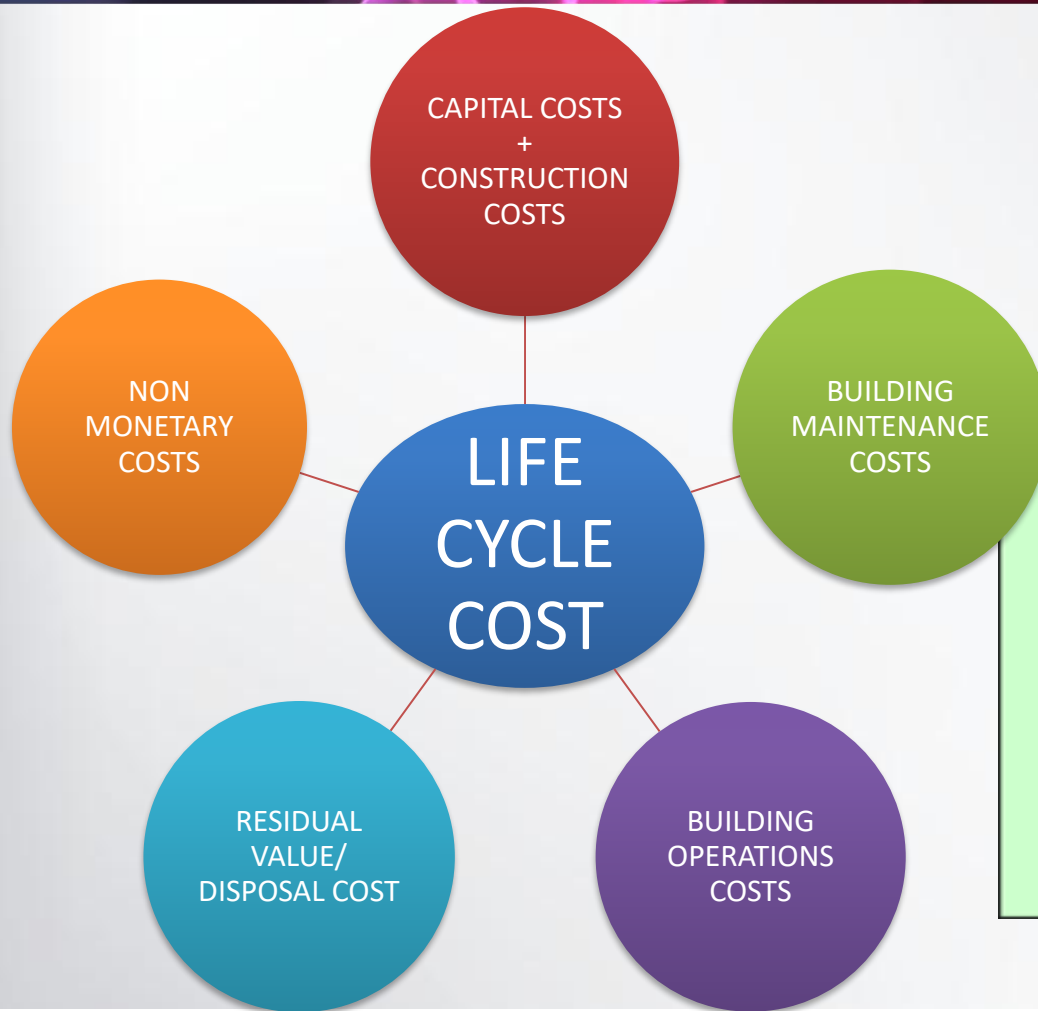 CAPITAL COSTS
+
CONSTRUCTION
COSTS
NON
MONETARY
COSTS
BUILDING
MAINTENANCE
COSTS
LIFE
CYCLE
COST
RESIDUAL
VALUE/
DISPOSAL COST
BUILDING
OPERATIONS
COSTS